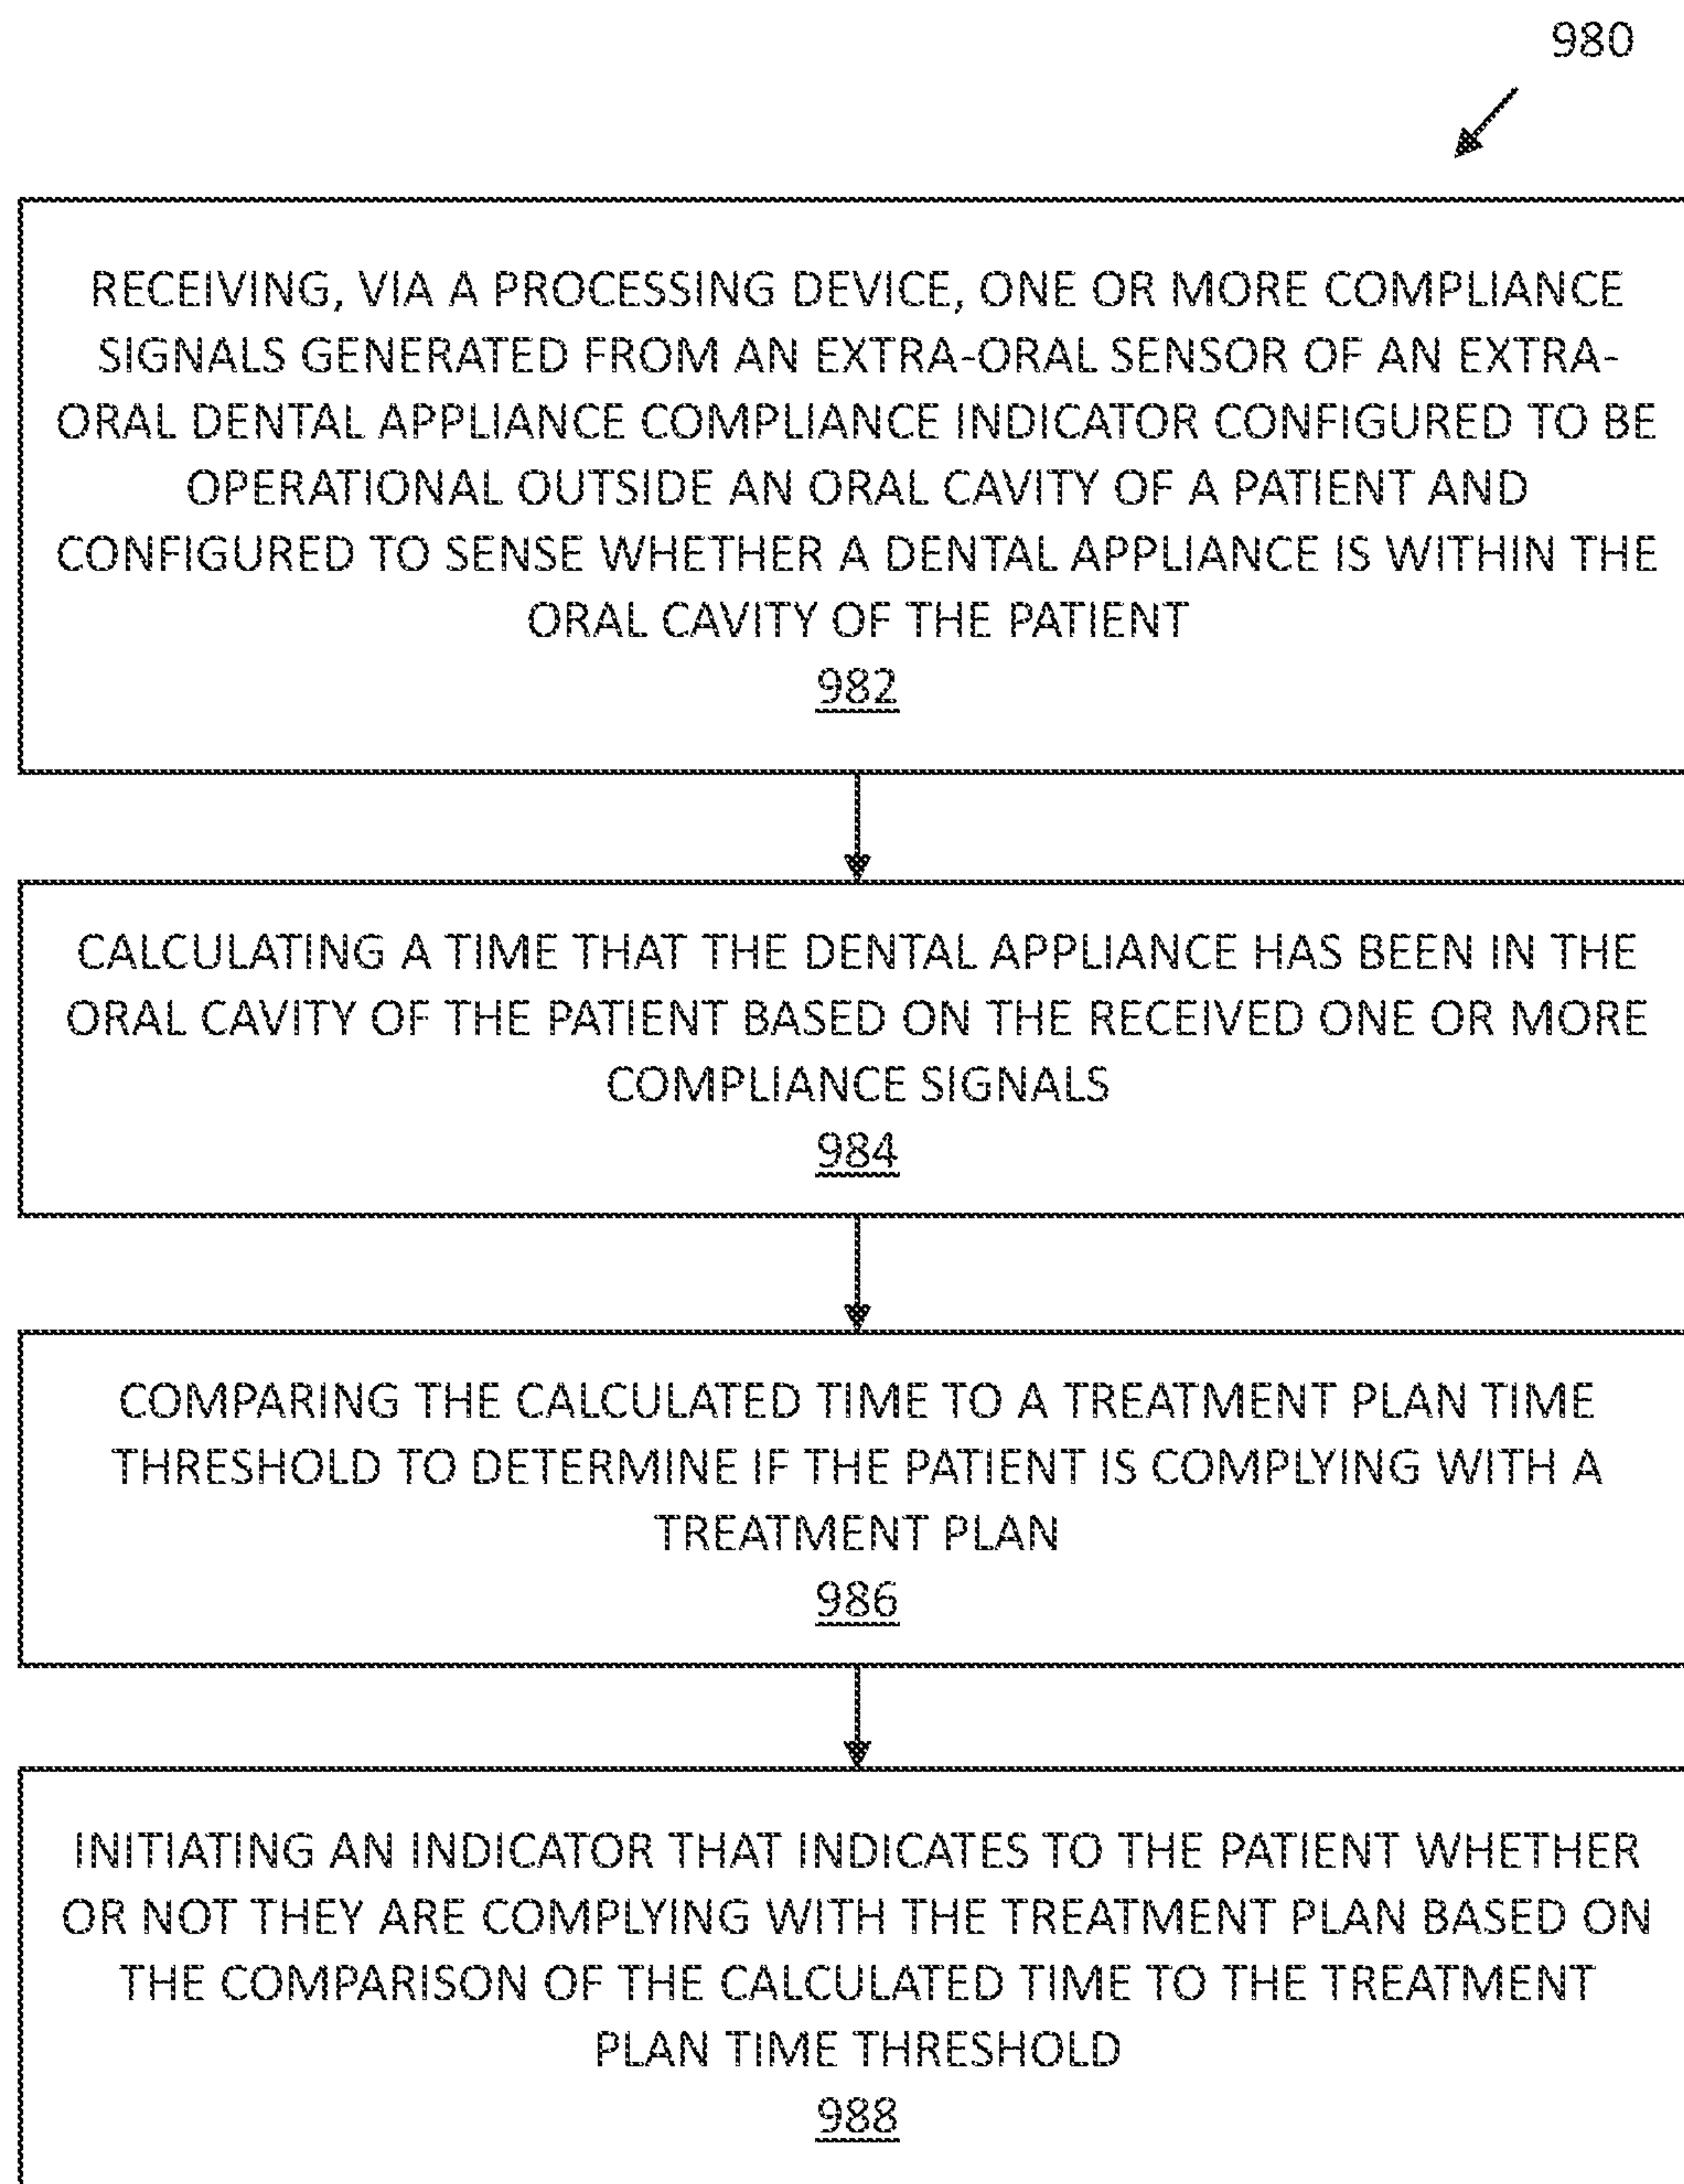 980
RECEIVING, VIA A PROCESSING DEVICE, ONE OR MORE COMPLIANCE
SIGNALS GENERATED FROM AN EXTRA-ORAL SENSOR OF AN EXTRA-
ORAL DENTAL APPLIANCE COMPLIANCE INDICATOR CONFIGURED TO BE
OPERATIONAL OUTSIDE AN ORAL CAVITY OF A PATIENT AND
CONFIGURED TO SENSE WHETHER A DENTAL APPLIANCE IS WITHIN THE
ORAL CAVITY OF THE PATIENT
982
CALCULATING A TIME THAT THE DENTAL APPLIANCE HAS BEEN IN THE
ORAL CAVITY OF THE PATIENT BASED ON THE RECEIVED ONE OR MORE
COMPLIANCE SIGNALS
984
COMPARING THE CALCULATED TIME TO A TREATMENT PLAN TIME
THRESHOLD TO DETERMINE IF THE PATIENT IS COMPLYING WITH A
TREATMENT PLAN
986
INITIATING AN INDICATOR THAT INDICATES TO THE PATIENT WHETHER
OR NOT THEY ARE COMPLYING WITH THE TREATMENT PLAN BASED ON
THE COMPARISON OF THE CALCULATED TIME TO THE TREATMENT
PLAN TIME THRESHOLD
988